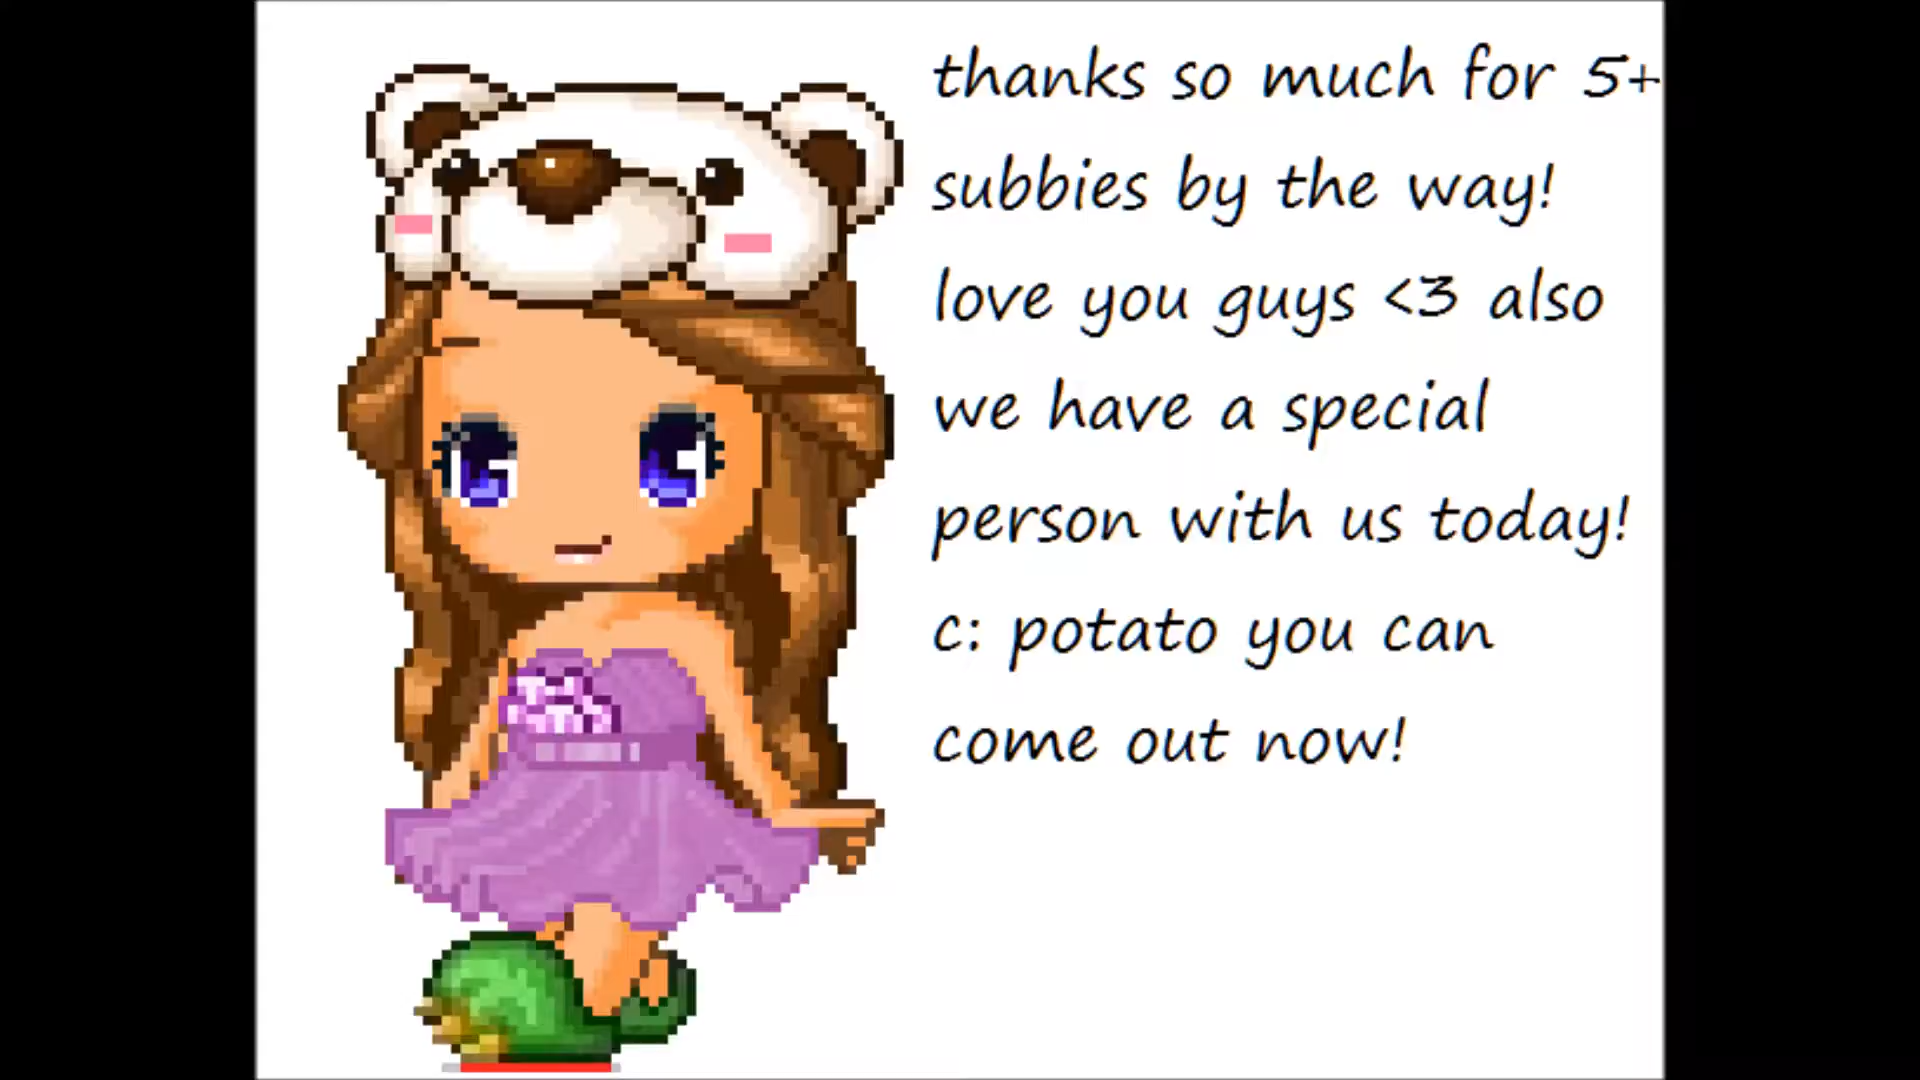 thanks so much for 5+
subbies by the way!
love you guys <3 also
we have a special
person with us today!
c: potato you can
come out now!